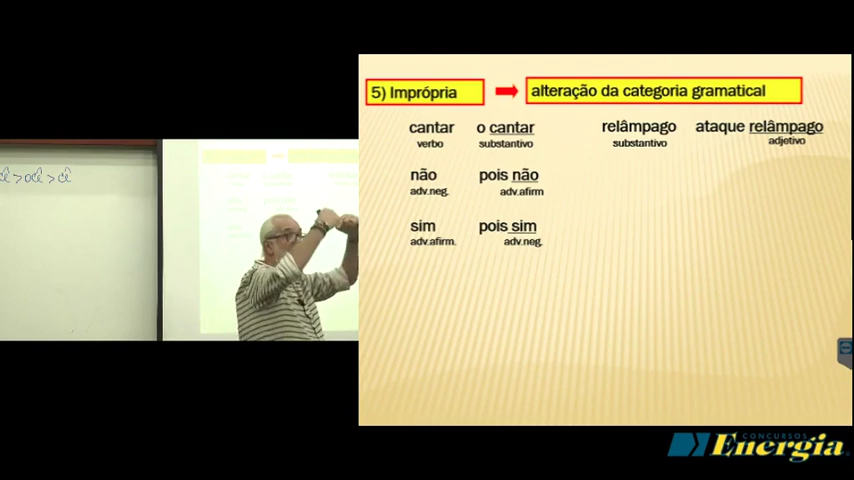 5) Imprópria
alteração da categoria gramatical
cantar o cantar relâmpago ataque relâmpago
verbo substantivo substantivo adjetivo
não pois não
adv.neg. adv.afirm
sim pois sim
adv.afirm. adv.neg.
CONCURSOS
Energia